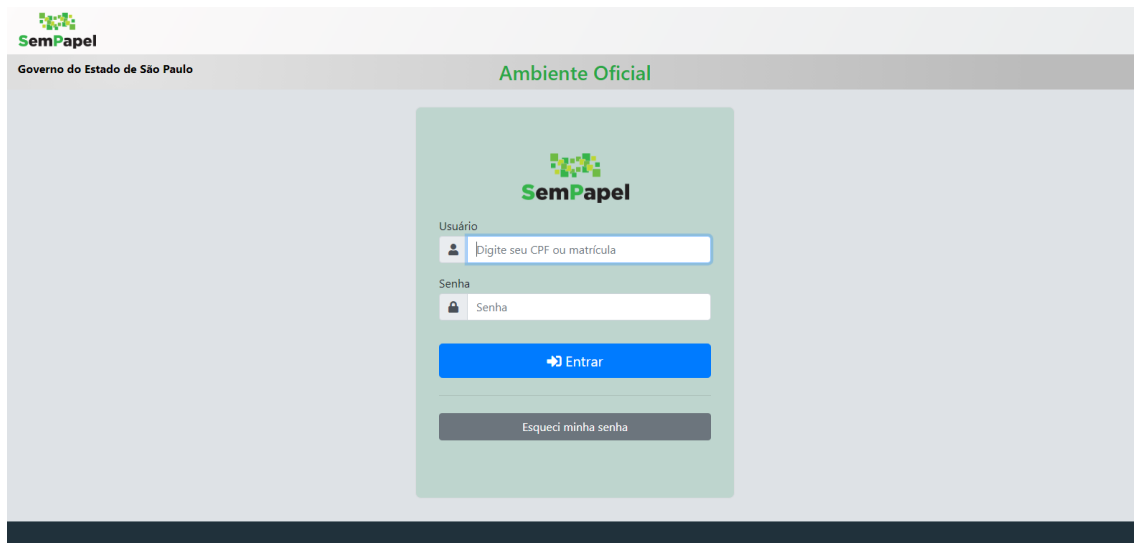 SemPapel
Governo do Estado de São Paulo
Ambiente Oficial
SemPapel
Usuário
Digite seu CPF ou matrícula
Senha
Senha
Entrar
Esqueci minha senha